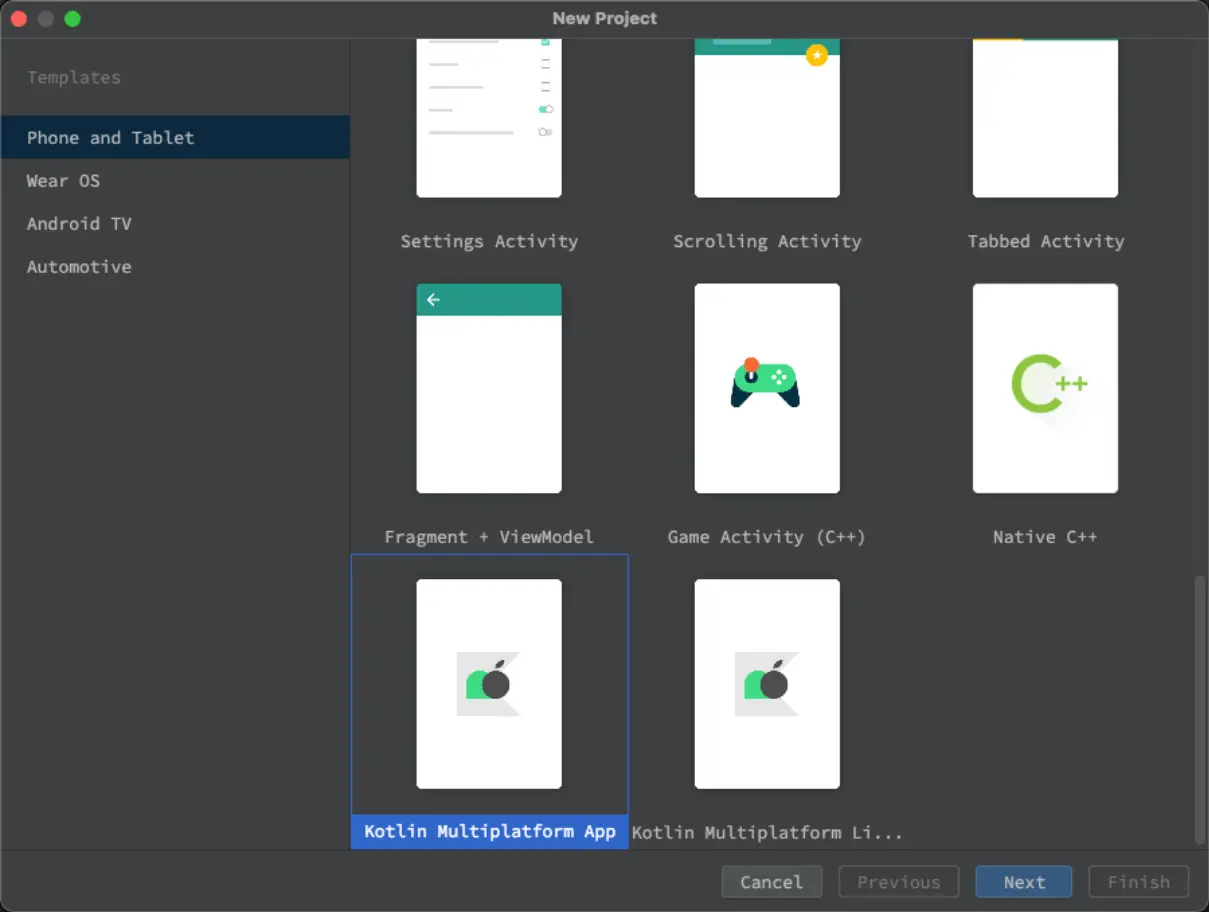 New Project
Templates
Phone and Tablet
Wear OS
Android TV
Automotive
Settings Activity
Scrolling Activity
Tabbed Activity
Fragment + ViewModel
Game Activity (C++)
C++
Native C++
Kotlin Multiplatform App
Kotlin Multiplatform Li...
Cancel
Previous
Next
Finish